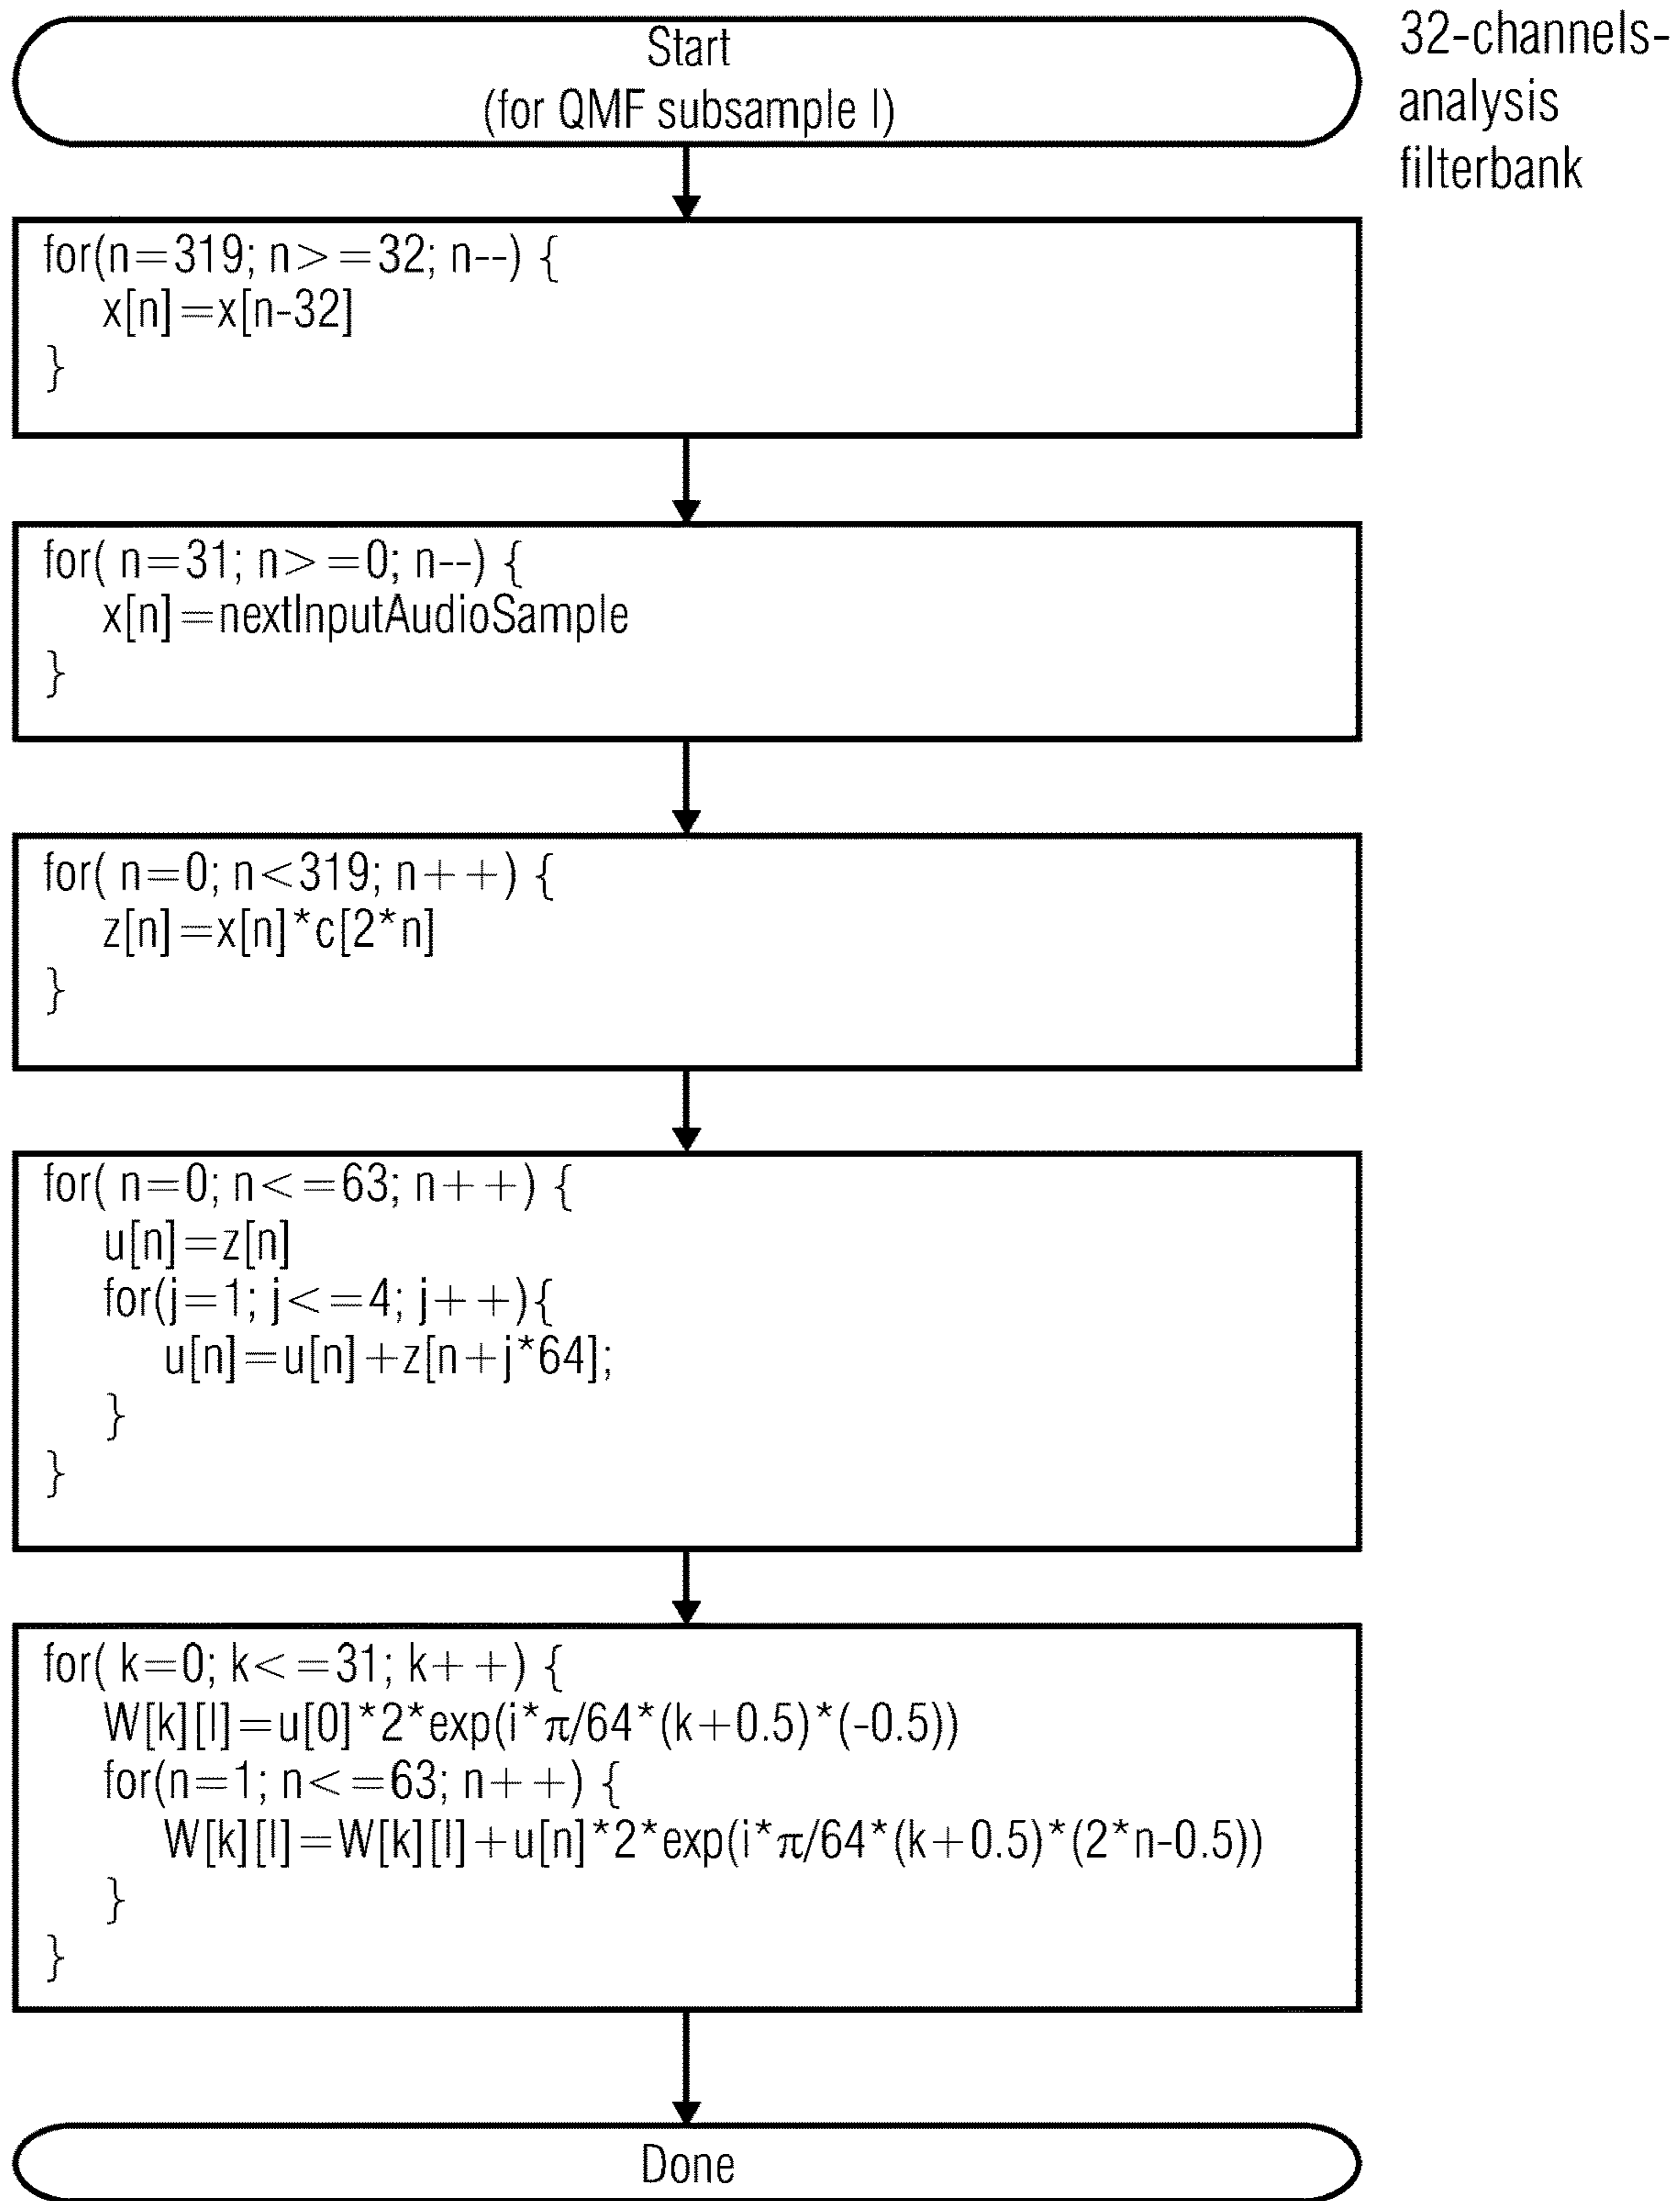 32-channels-
analysis
filterbank
Start
(for QMF subsample l)
for(n=319; n>=32; n--) {
x[n]=x[n-32]
}
for( n=31; n>=0; n--) {
x[n]=nextInputAudioSample
}
for( n=0; n<319; n++) {
z[n]=x[n]*c[2*n]
}
for( n=0; n<=63; n++) {
u[n]=z[n]
for(j=1; j<=4; j++){
u[n]=u[n]+z[n+j*64];
}
}
for( k=0; k<=31; k++) {
W[k][l]=u[0]*2*exp(i*π/64*(k+0.5)*(-0.5))
for(n=1; n<=63; n++) {
W[k][l]=W[k][l]+u[n]*2*exp(i*π/64*(k+0.5)*(2*n-0.5))
}
}
Done